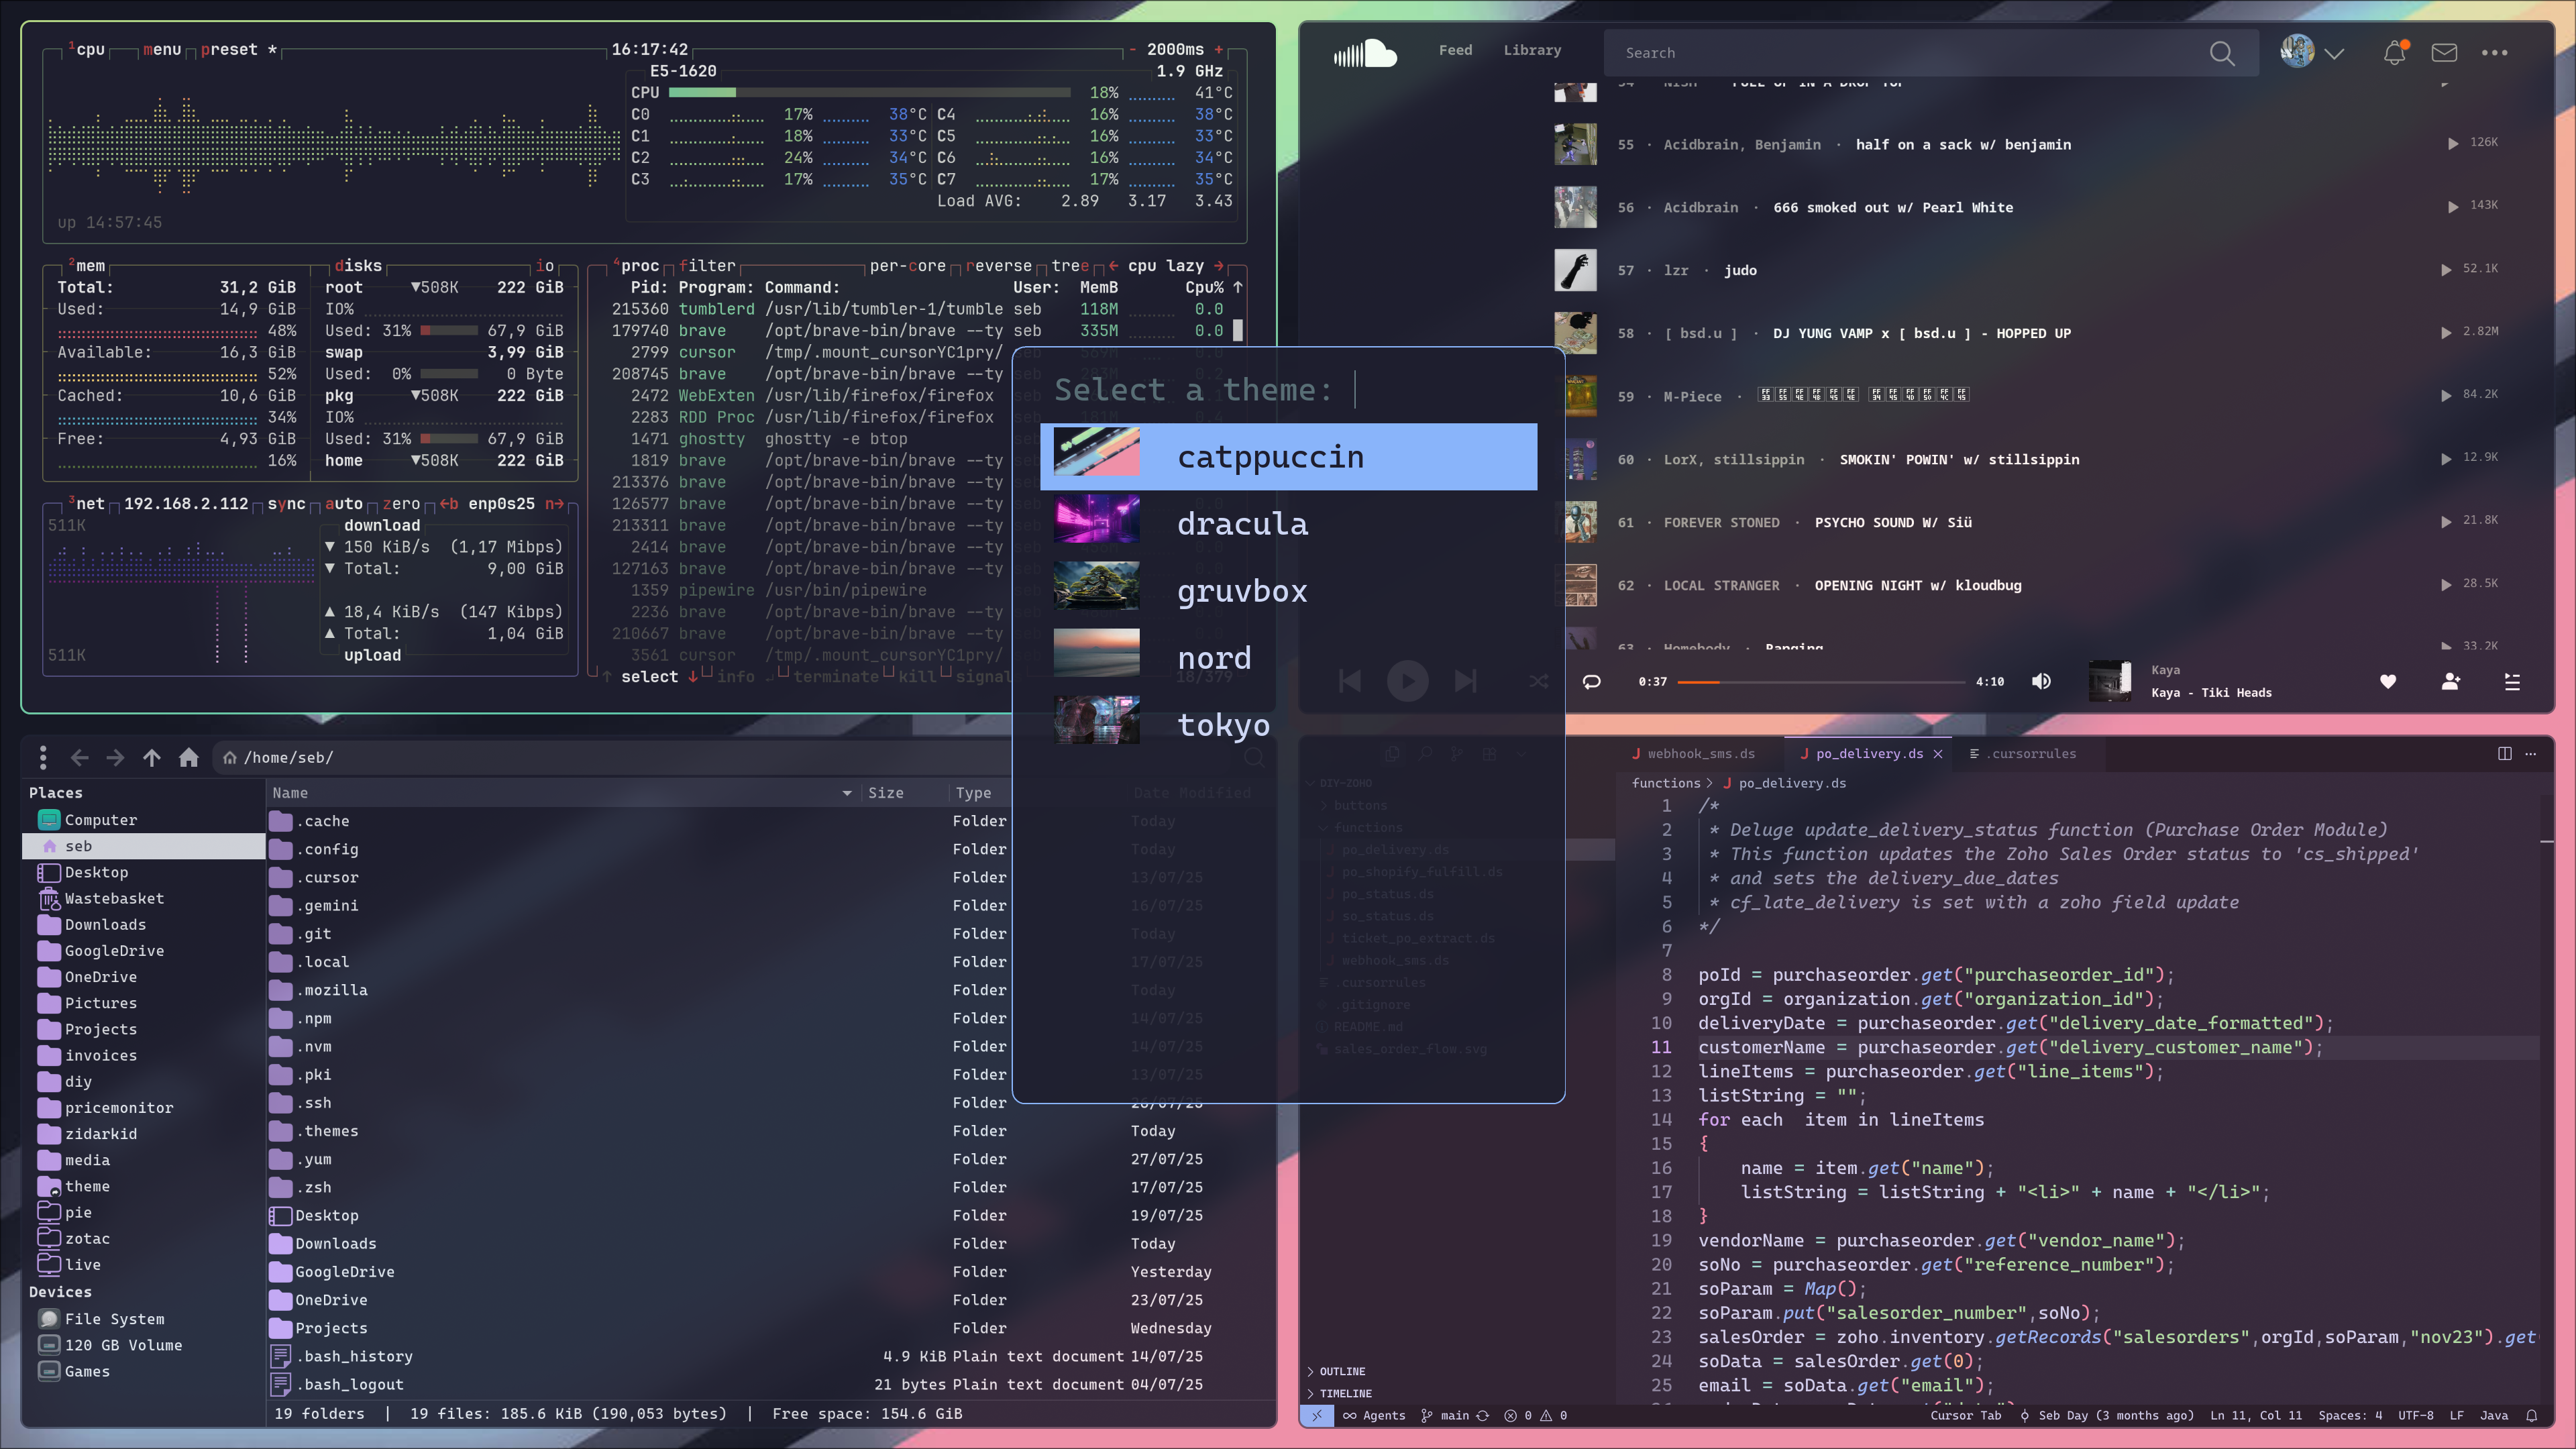 1cpu menu preset * 16:17:42 - 2000ms +
E5-1620 1.9 GHz
CPU 18% 41°C
C0 17% 38°C C4 16% 38°C
C1 18% 33°C C5 16% 33°C
C2 24% 34°C C6 16% 34°C
C3 17% 35°C C7 17% 35°C
Load AVG: 2.89 3.17 3.43
up 14:57:45
2mem disks io
Total: 31,2 GiB root ▼508K 222 GiB
Used: 14,9 GiB IO%
48% Used: 31% 67,9 GiB
Available: 16,3 GiB swap 3,99 GiB
52% Used: 0% 0 Byte
Cached: 10,6 GiB pkg ▼508K 222 GiB
34% IO%
Free: 4,93 GiB Used: 31% 67,9 GiB
16% home ▼508K 222 GiB
3net 192.168.2.112 sync auto zero ←b enp0s25 n→
511K download
▼ 150 KiB/s (1,17 Mibps)
▼ Total: 9,00 GiB
▲ 18,4 KiB/s (147 Kibps)
▲ Total: 1,04 GiB
511K upload
4proc filter per-core reverse tree ← cpu lazy →
Pid: Program: Command: User: MemB Cpu% ↑
215360 tumblerd /usr/lib/tumbler-1/tumble seb 118M 0.0
179740 brave /opt/brave-bin/brave --ty seb 335M 0.0
2799 cursor /tmp/.mount_cursorYC1pry/
208745 brave /opt/brave-bin/brave --ty
2472 WebExten /usr/lib/firefox/firefox
2283 RDD Proc /usr/lib/firefox/firefox
1471 ghostty ghostty -e btop
1819 brave /opt/brave-bin/brave --ty
213376 brave /opt/brave-bin/brave --ty
126577 brave /opt/brave-bin/brave --ty
213311 brave /opt/brave-bin/brave --ty
2414 brave /opt/brave-bin/brave --ty
127163 brave /opt/brave-bin/brave --ty
1359 pipewire /usr/bin/pipewire
2236 brave /opt/brave-bin/brave --ty
210667 brave /opt/brave-bin/brave --ty
3561 cursor /tmp/.mount_cursorYC1pry/
↑ select ↓ info terminate kill signal 18/379
Feed Library Search
54 · NISH · PULL UP IN A DROP TOP
55 · Acidbrain, Benjamin · half on a sack w/ benjamin 126K
56 · Acidbrain · 666 smoked out w/ Pearl White 143K
57 · lzr · judo 52.1K
58 · [ bsd.u ] · DJ YUNG VAMP x [ bsd.u ] - HOPPED UP 2.82M
59 · M-Piece · 84.2K
60 · LorX, stillsippin · SMOKIN' POWIN' w/ stillsippin 12.9K
61 · FOREVER STONED · PSYCHO SOUND W/ Siü 21.8K
62 · LOCAL STRANGER · OPENING NIGHT w/ kloudbug 28.5K
63 · Homebody · Ranging 33.2K
0:37 4:10
Kaya
Kaya - Tiki Heads
Select a theme:
catppuccin
dracula
gruvbox
nord
tokyo
/home/seb/
Places
Computer
seb
Desktop
Wastebasket
Downloads
GoogleDrive
OneDrive
Pictures
Projects
invoices
diy
pricemonitor
zidarkid
media
theme
pie
zotac
live
Devices
File System
120 GB Volume
Games
Name Size Type Date Modified
.cache Folder Today
.config Folder Today
.cursor Folder 13/07/25
.gemini Folder 16/07/25
.git Folder Today
.local Folder 17/07/25
.mozilla Folder Today
.npm Folder 14/07/25
.nvm Folder 14/07/25
.pki Folder 13/07/25
.ssh Folder 26/07/25
.themes Folder Today
.yum Folder 27/07/25
.zsh Folder 17/07/25
Desktop Folder 19/07/25
Downloads Folder Today
GoogleDrive Folder Yesterday
OneDrive Folder 23/07/25
Projects Folder Wednesday
.bash_history 4.9 KiB Plain text document 14/07/25
.bash_logout 21 bytes Plain text document 04/07/25
19 folders | 19 files: 185.6 KiB (190,053 bytes) | Free space: 154.6 GiB
DIY-ZOHO
buttons
functions
po_delivery.ds
po_shopify_fulfill.ds
po_status.ds
so_status.ds
ticket_po_extract.ds
webhook_sms.ds
.cursorrules
.gitignore
README.md
sales_order_flow.svg
OUTLINE
TIMELINE
webhook_sms.ds po_delivery.ds .cursorrules
functions > po_delivery.ds
1 /*
2 * Deluge update_delivery_status function (Purchase Order Module)
3 * This function updates the Zoho Sales Order status to 'cs_shipped'
4 * and sets the delivery_due_dates
5 * cf_late_delivery is set with a zoho field update
6 */
7
8 poId = purchaseorder.get("purchaseorder_id");
9 orgId = organization.get("organization_id");
10 deliveryDate = purchaseorder.get("delivery_date_formatted");
11 customerName = purchaseorder.get("delivery_customer_name");
12 lineItems = purchaseorder.get("line_items");
13 listString = "";
14 for each  item in lineItems
15 {
16 name = item.get("name");
17 listString = listString + "<li>" + name + "</li>";
18 }
19 vendorName = purchaseorder.get("vendor_name");
20 soNo = purchaseorder.get("reference_number");
21 soParam = Map();
22 soParam.put("salesorder_number",soNo);
23 salesOrder = zoho.inventory.getRecords("salesorders",orgId,soParam,"nov23").get
24 soData = salesOrder.get(0);
25 email = soData.get("email");
Agents main 0 0 Cursor Tab Seb Day (3 months ago) Ln 11, Col 11 Spaces: 4 UTF-8 LF Java